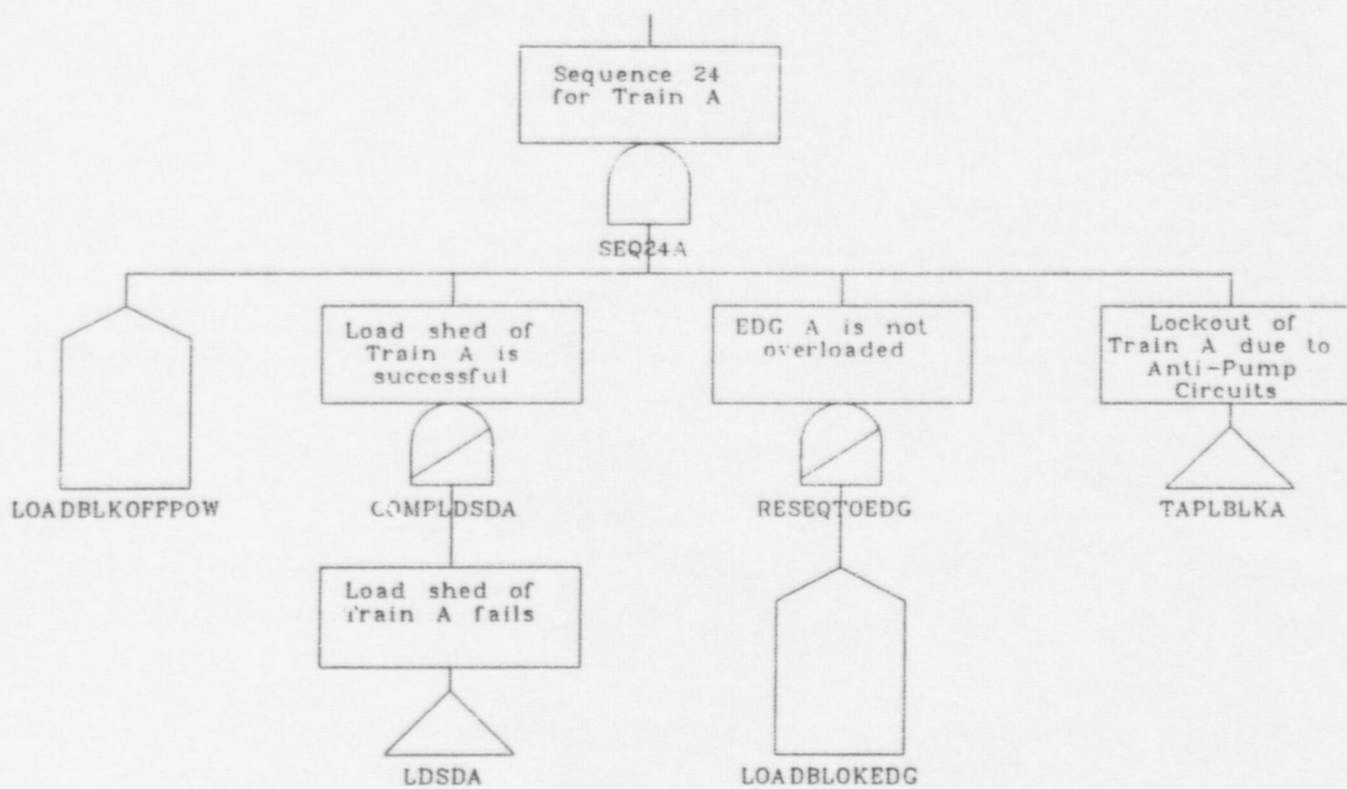 Sequence 24
for Train A
SEQ24A
Load shed of
Train A is
successful
EDG A is not
overloaded
Lockout of
Train A due to
Anti-Pump
Circuits
LOADBLKOFFPOW
COMPLDSDA
RESEQTOEDG
TAPLBLKA
Load shed of
Train A fails
LDSDA
LOADBLOKEDG